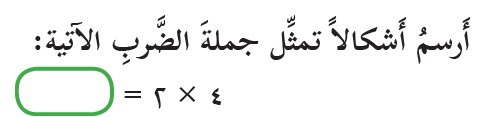 أَرسمُ أَشكالاً تمثِّل جملةَ الضَّربِ الآتية:
٤ × ٢ =